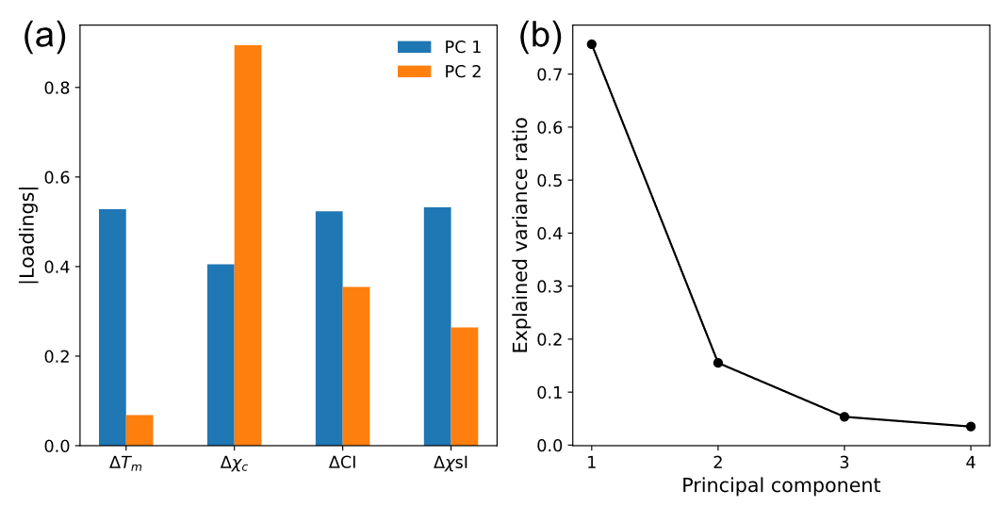 (a)
PC 1
PC 2
|Loadings|
0.8
0.6
0.4
0.2
0.0
ΔTₘ
Δχ꜀
ΔCI
ΔχsI
(b)
Explained variance ratio
0.7
0.6
0.5
0.4
0.3
0.2
0.1
0.0
1 2 3 4
Principal component